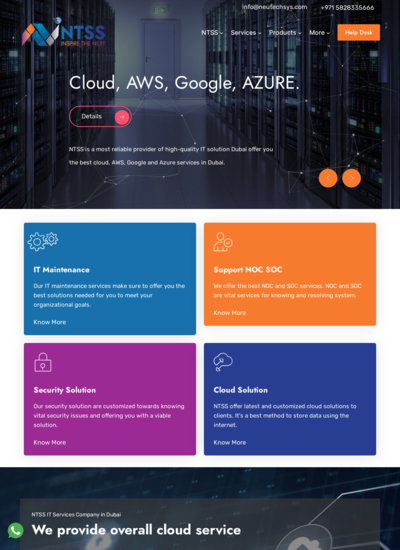 info@neutechsys.com
+971 5828335666
NTSS
INSPIRE THE NEXT
NTSS
Services
Products
More
Help Desk
Cloud, AWS, Google, AZURE.
Details
NTSS is a most reliable provider of high-quality IT solution Dubai offer you
the best cloud, AWS, Google and Azure services in Dubai.
IT Maintenance
Our IT maintenance services make sure to offer you the
best solutions needed for you to meet your
organizational goals.
Know More
Support NOC SOC
We offer the best NOC and SOC services. NOC and SOC
are vital services for knowing and resolving system.
Know More
Security Solution
Our security solution are customized towards knowing
vital security issues and offering you with a viable
solution.
Know More
Cloud Solution
NTSS offer latest and customized cloud solutions to
clients. It's a best method to store data using the
internet.
Know More
NTSS IT Services Company in Dubai
We provide overall cloud service